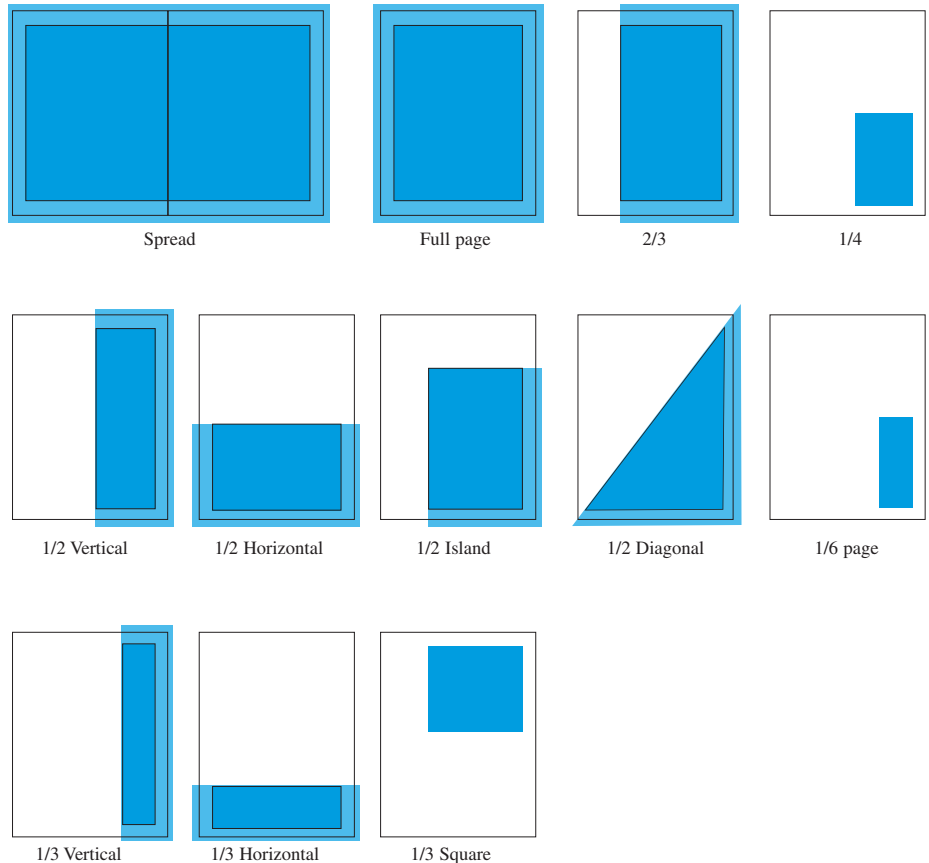 Spread
Full page
2/3
1/4
1/2 Vertical
1/2 Horizontal
1/2 Island
1/2 Diagonal
1/6 page
1/3 Vertical
1/3 Horizontal
1/3 Square